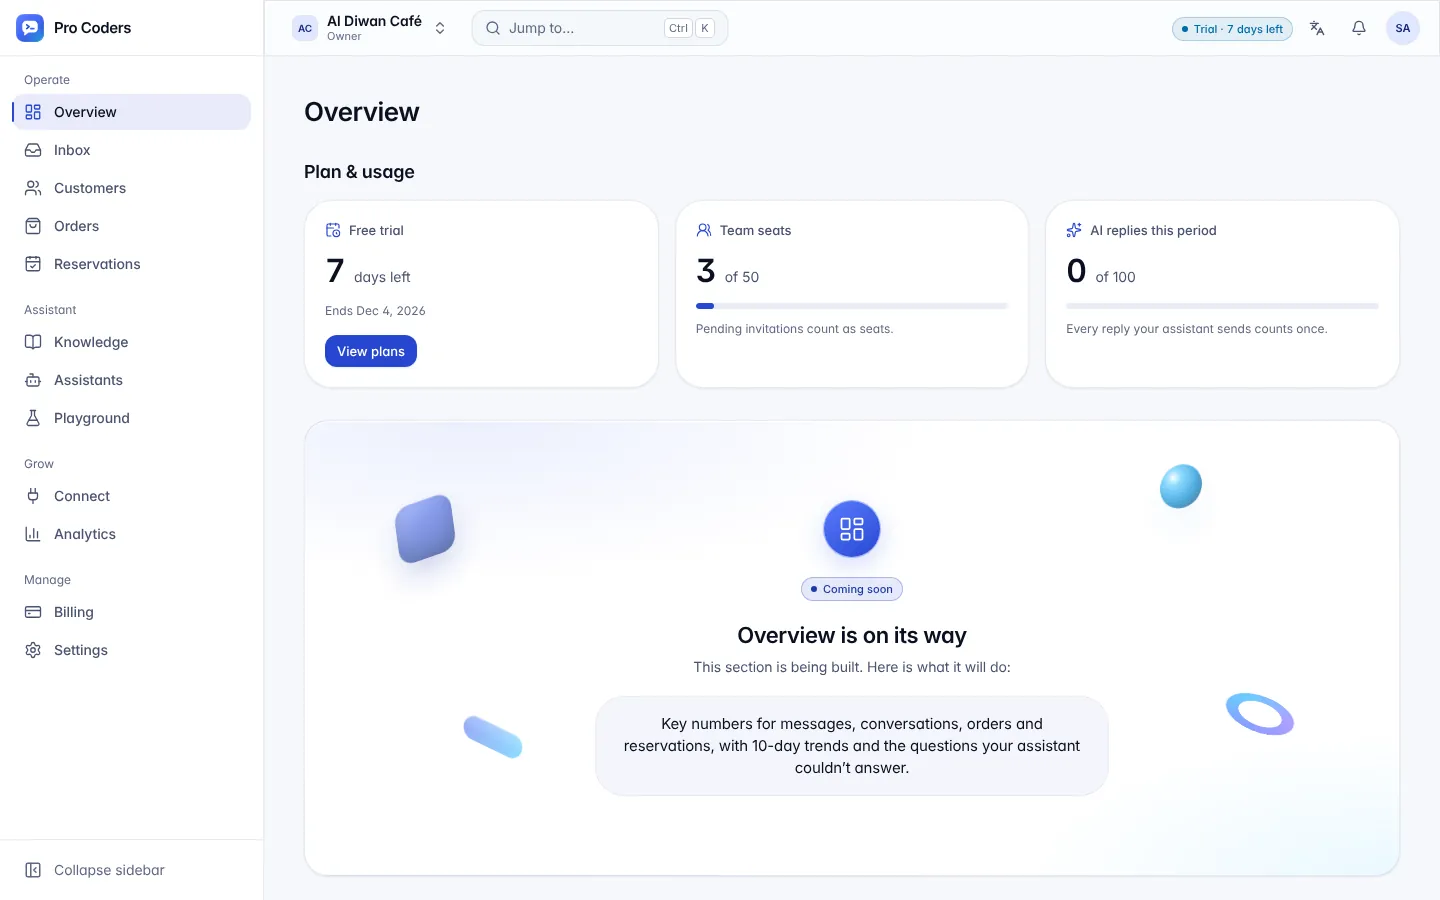 Pro Coders
AC
Al Diwan Café
Owner
Jump to...
Ctrl K
Trial · 7 days left
SA
Operate
Overview
Inbox
Customers
Orders
Reservations
Assistant
Knowledge
Assistants
Playground
Grow
Connect
Analytics
Manage
Billing
Settings
Collapse sidebar
Overview
Plan & usage
Free trial
7 days left
Ends Dec 4, 2026
View plans
Team seats
3 of 50
Pending invitations count as seats.
AI replies this period
0 of 100
Every reply your assistant sends counts once.
Coming soon
Overview is on its way
This section is being built. Here is what it will do:
Key numbers for messages, conversations, orders and
reservations, with 10-day trends and the questions your assistant
couldn’t answer.